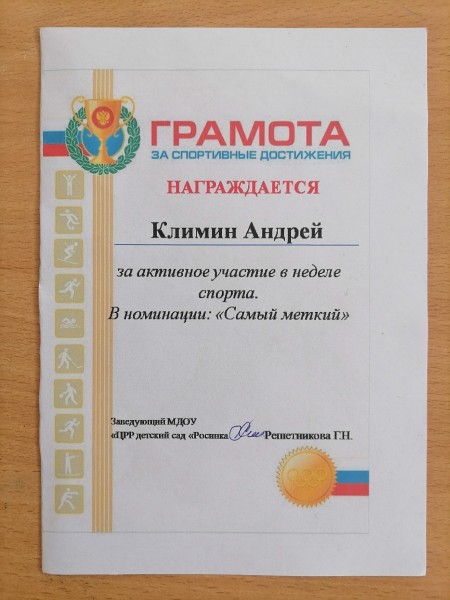 ГРАМОТА
ЗА СПОРТИВНЫЕ ДОСТИЖЕНИЯ
НАГРАЖДАЕТСЯ
Климин Андрей
за активное участие в неделе
спорта.
В номинации: «Самый меткий»
Заведующий МДОУ
«ЦРР детский сад «Росинка Решетникова Г.Н.